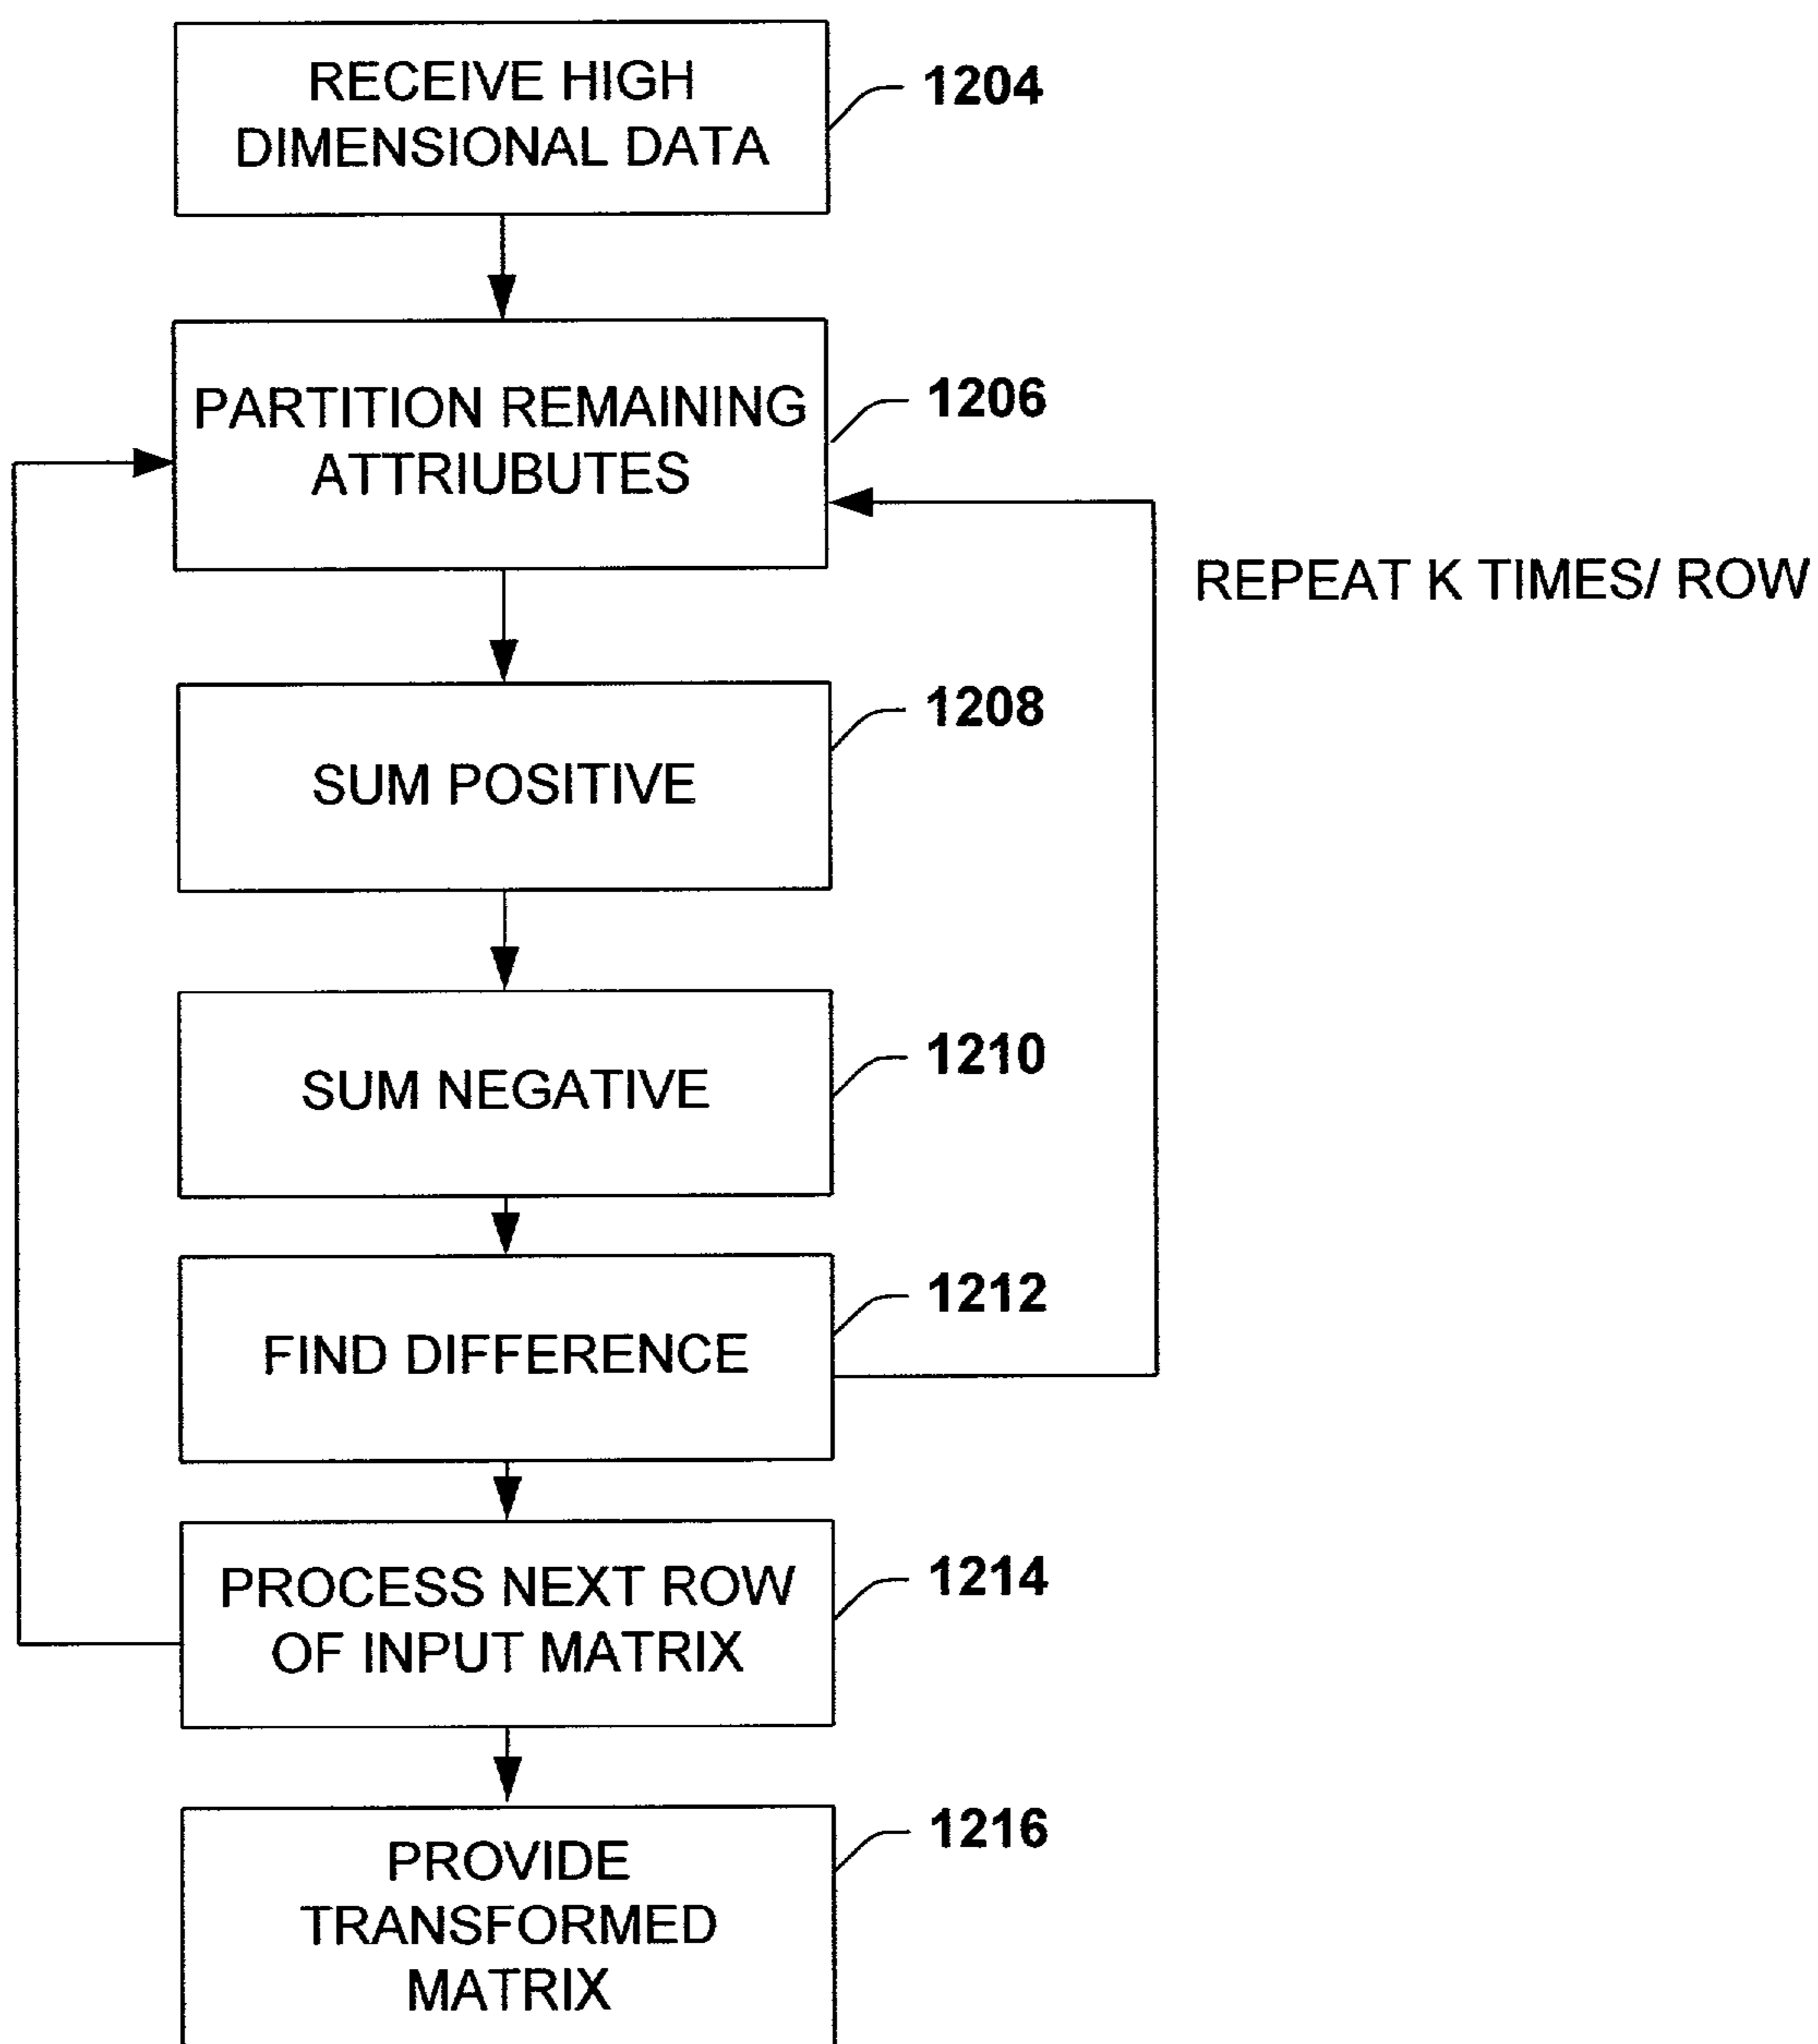 RECEIVE HIGH
DIMENSIONAL DATA
1204
PARTITION REMAINING
ATTRIUBUTES
1206
REPEAT K TIMES/ ROW
SUM POSITIVE
1208
SUM NEGATIVE
1210
FIND DIFFERENCE
1212
PROCESS NEXT ROW
OF INPUT MATRIX
1214
PROVIDE
TRANSFORMED
MATRIX
1216